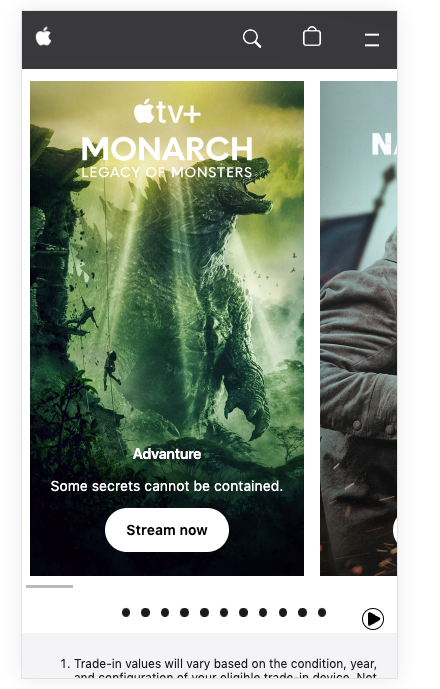 tv+
MONARCH
LEGACY OF MONSTERS
Advanture
Some secrets cannot be contained.
Stream now
NA
1. Trade-in values will vary based on the condition, year,
and configuration of your eligible trade-in device. Not